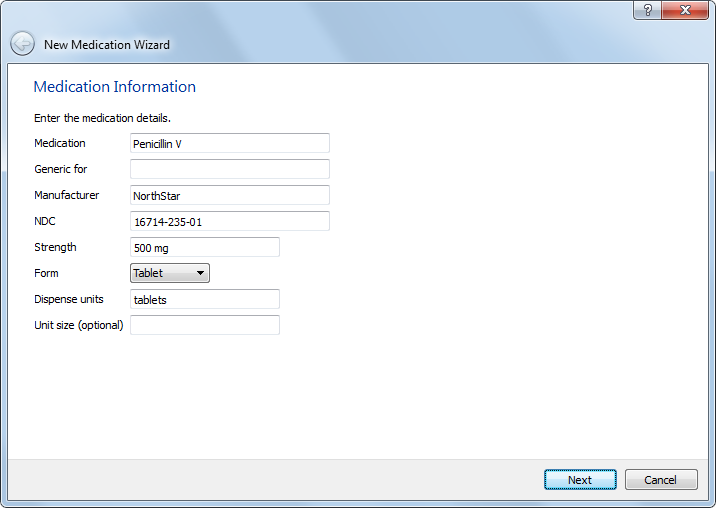 New Medication Wizard
Medication Information
Enter the medication details.
Medication Penicillin V
Generic for
Manufacturer NorthStar
NDC 16714-235-01
Strength 500 mg
Form Tablet
Dispense units tablets
Unit size (optional)
Next Cancel